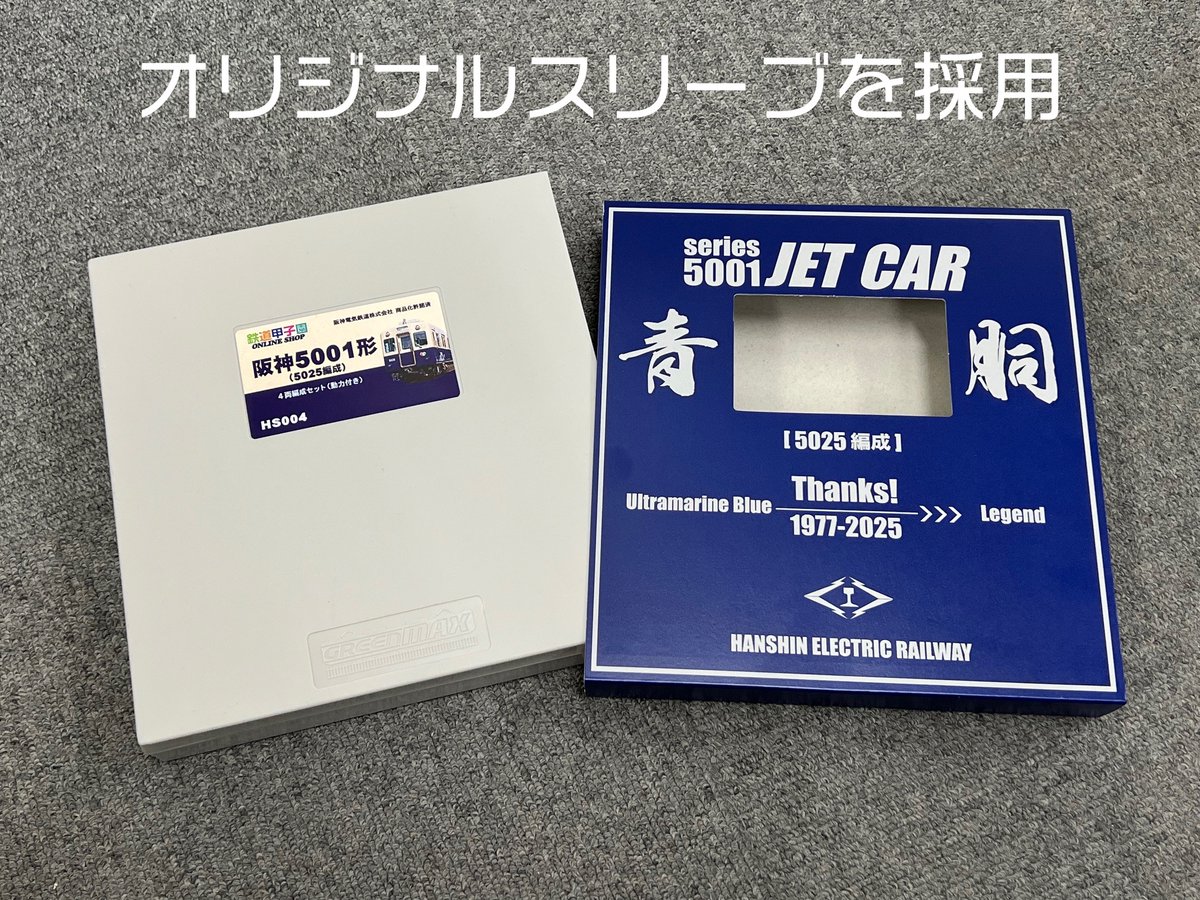 オリジナルスリーブを採用
鉄道甲子園
ONLINE SHOP
阪神電気鉄道株式会社 商品化許諾済
阪神5001形
(5025編成)
4両編成セット(動力付き)
HS004
GREENMAX
series
5001 JET CAR
青胴
[5025 編成]
Ultramarine Blue
Thanks!
1977-2025
Legend
HANSHIN ELECTRIC RAILWAY